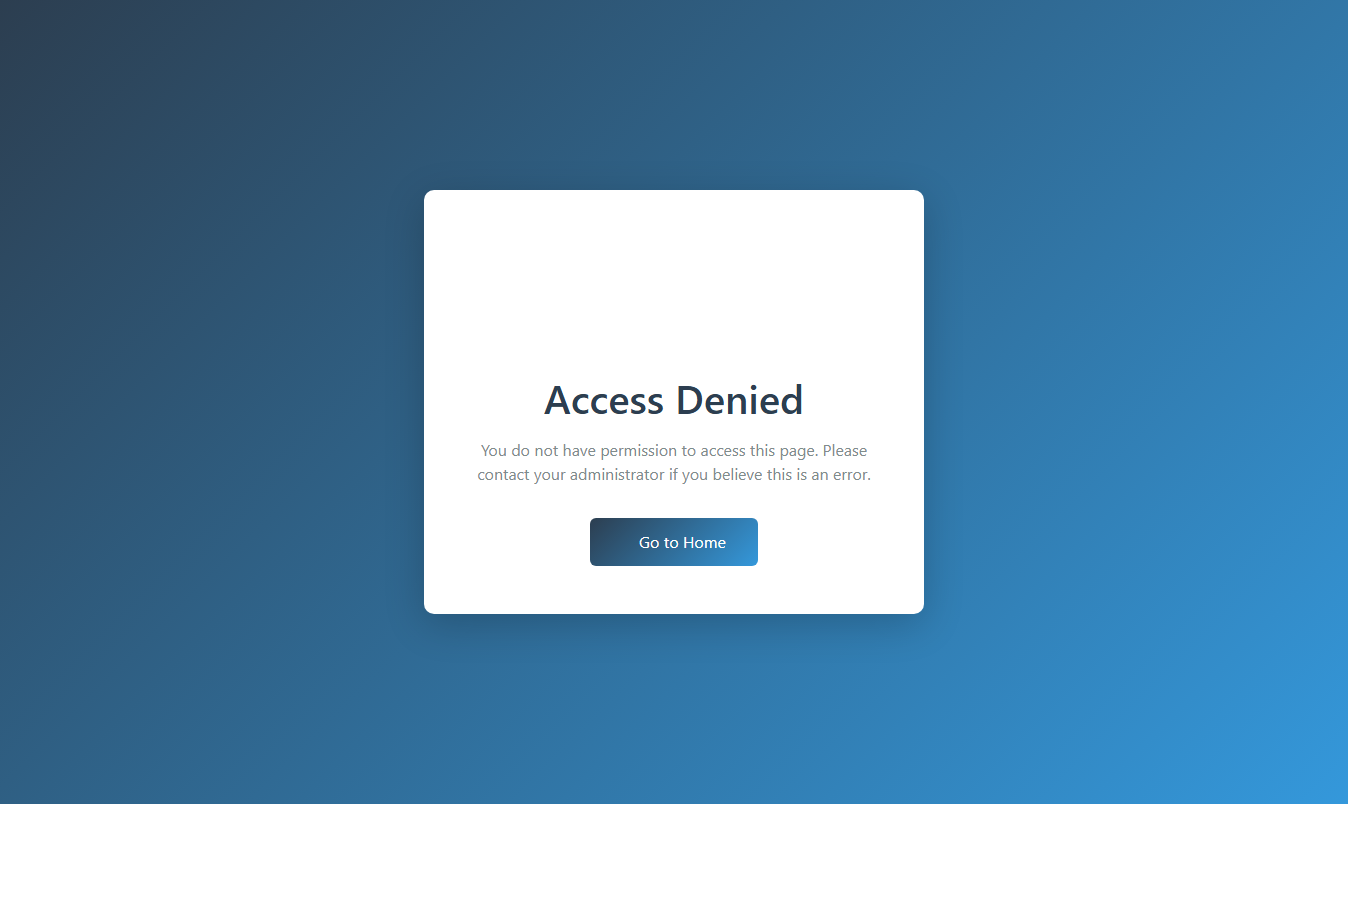 Access Denied
You do not have permission to access this page. Please
contact your administrator if you believe this is an error.
Go to Home